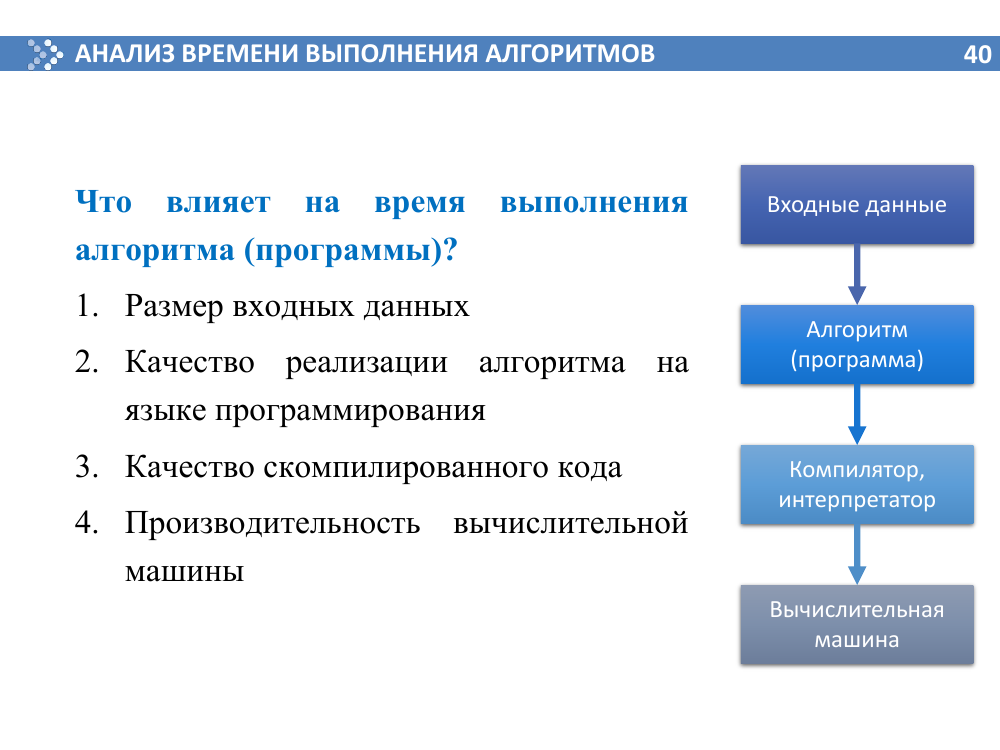 АНАЛИЗ ВРЕМЕНИ ВЫПОЛНЕНИЯ АЛГОРИТМОВ
40
Что влияет на время выполнения
алгоритма (программы)?
1. Размер входных данных
2. Качество реализации алгоритма на
языке программирования
3. Качество скомпилированного кода
4. Производительность вычислительной
машины
Входные данные
Алгоритм
(программа)
Компилятор,
интерпретатор
Вычислительная
машина